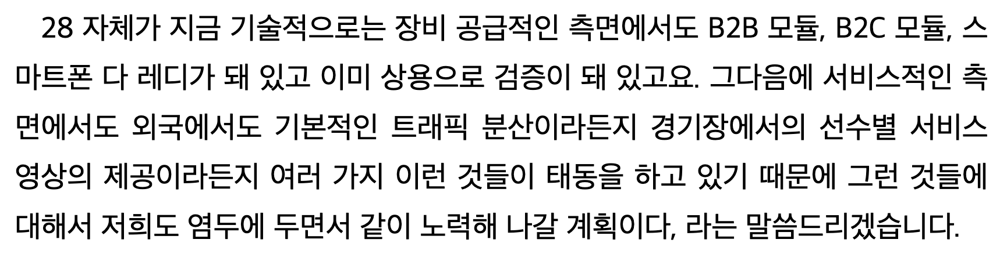 28 자체가 지금 기술적으로는 장비 공급적인 측면에서도 B2B 모듈, B2C 모듈, 스
마트폰 다 레디가 돼 있고 이미 상용으로 검증이 돼 있고요. 그다음에 서비스적인 측
면에서도 외국에서도 기본적인 트래픽 분산이라든지 경기장에서의 선수별 서비스
영상의 제공이라든지 여러 가지 이런 것들이 태동을 하고 있기 때문에 그런 것들에
대해서 저희도 염두에 두면서 같이 노력해 나갈 계획이다, 라는 말씀드리겠습니다.